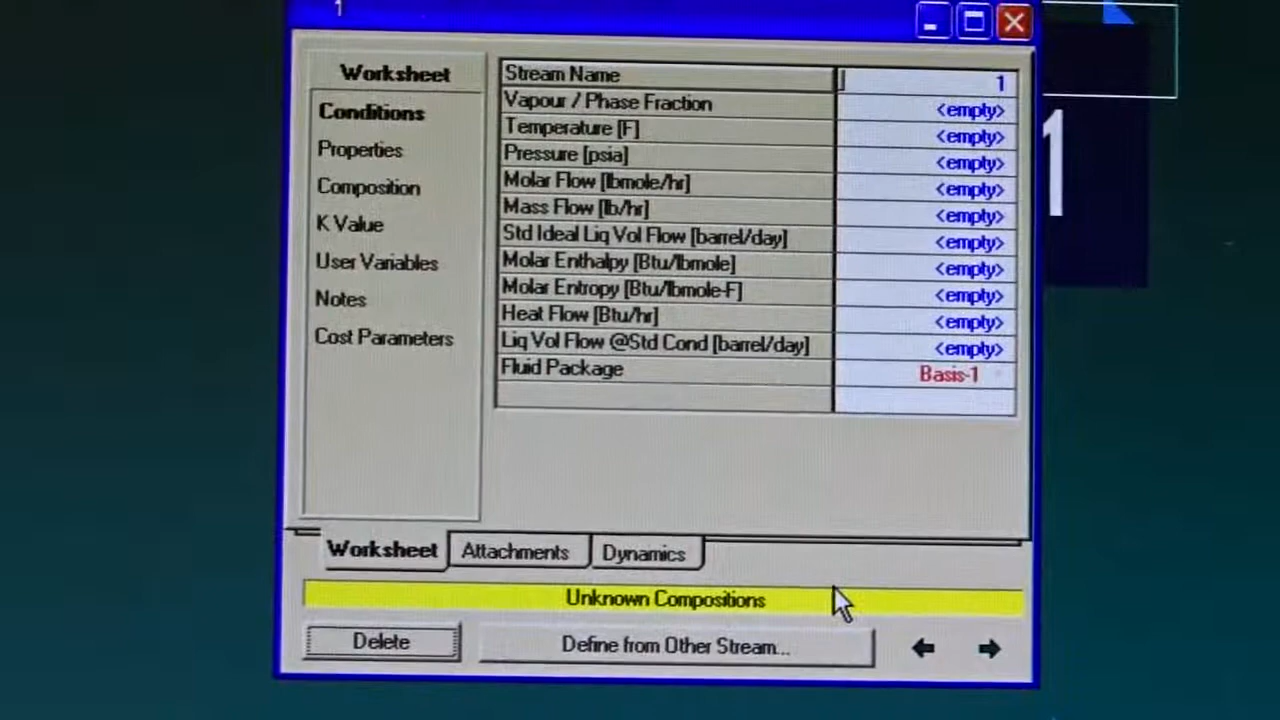 1
Worksheet
Conditions
Properties
Composition
K Value
User Variables
Notes
Cost Parameters
Stream Name 1
Vapour / Phase Fraction <empty>
Temperature [F] <empty>
Pressure [psia] <empty>
Molar Flow [lbmole/hr] <empty>
Mass Flow [lb/hr] <empty>
Std Ideal Liq Vol Flow [barrel/day] <empty>
Molar Enthalpy [Btu/lbmole] <empty>
Molar Entropy [Btu/lbmole-F] <empty>
Heat Flow [Btu/hr] <empty>
Liq Vol Flow @Std Cond [barrel/day] <empty>
Fluid Package Basis-1
1
Worksheet Attachments Dynamics
Unknown Compositions
Delete Define from Other Stream...